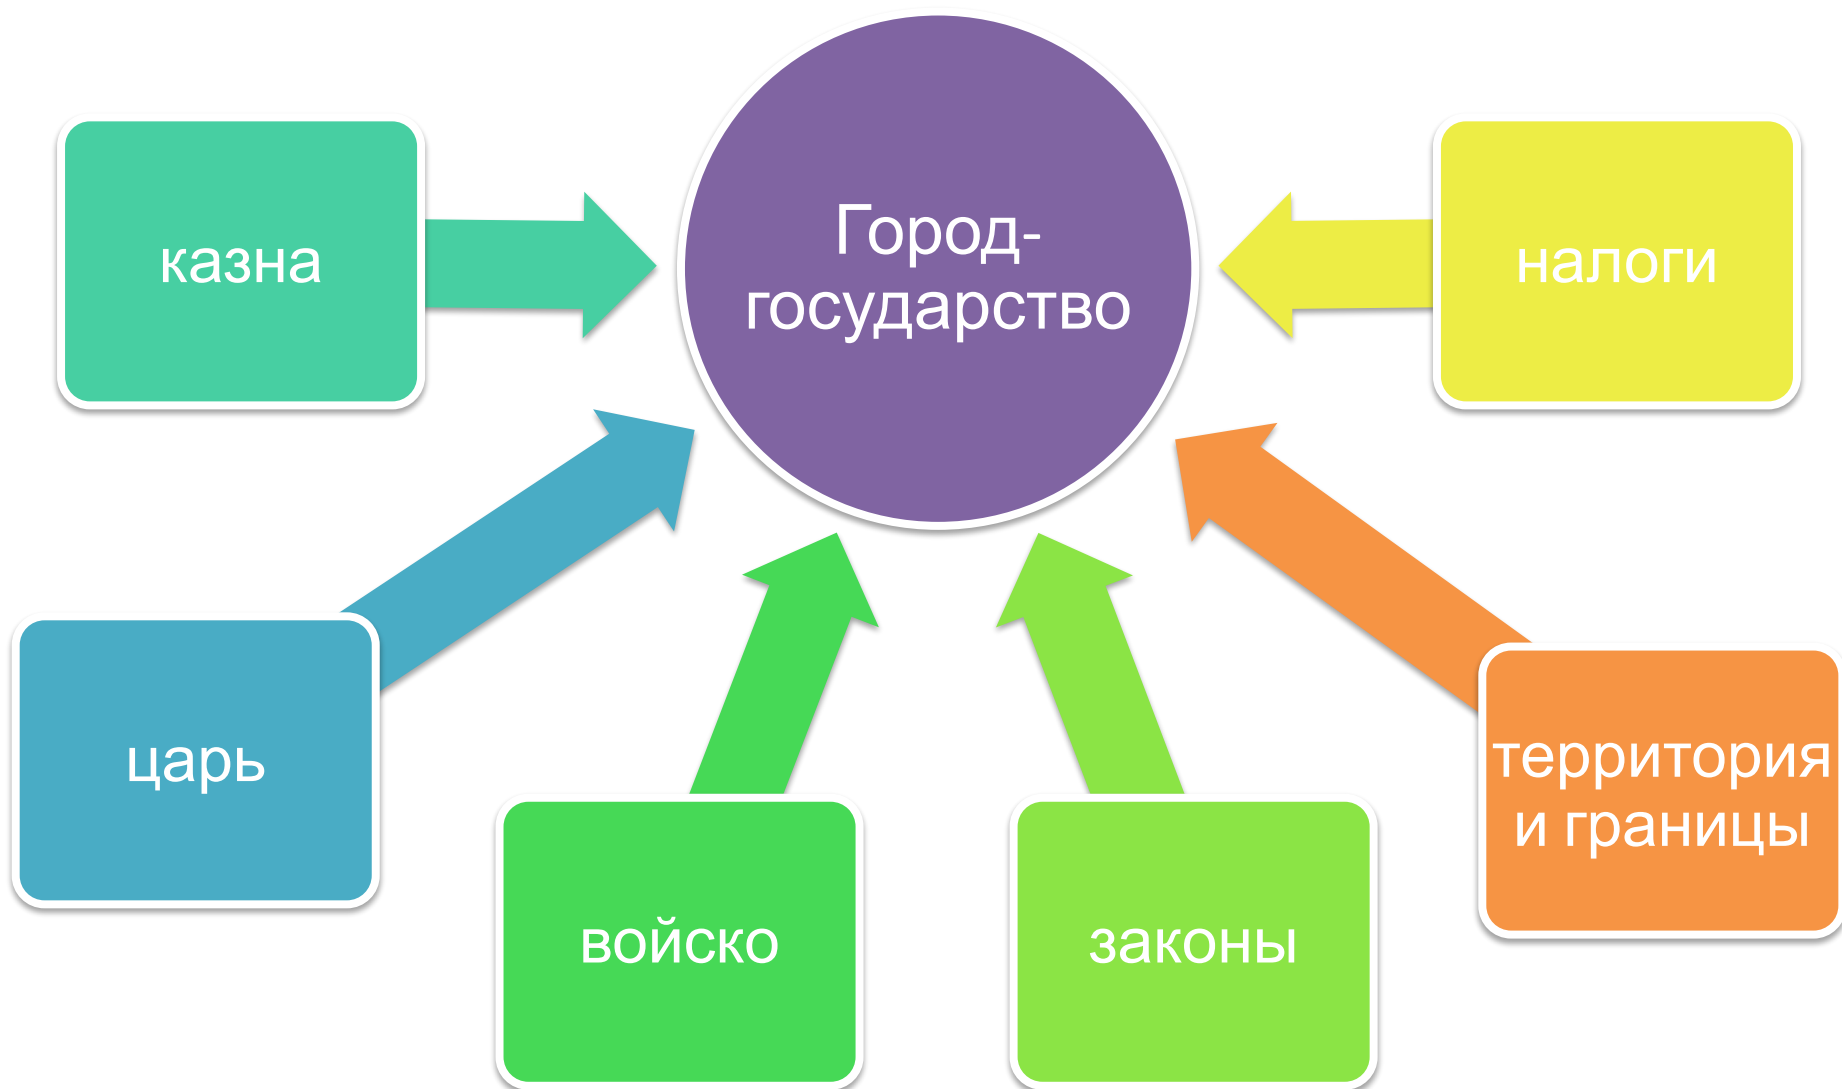 Город-
государство
казна
налоги
царь
войско
законы
территория
и границы